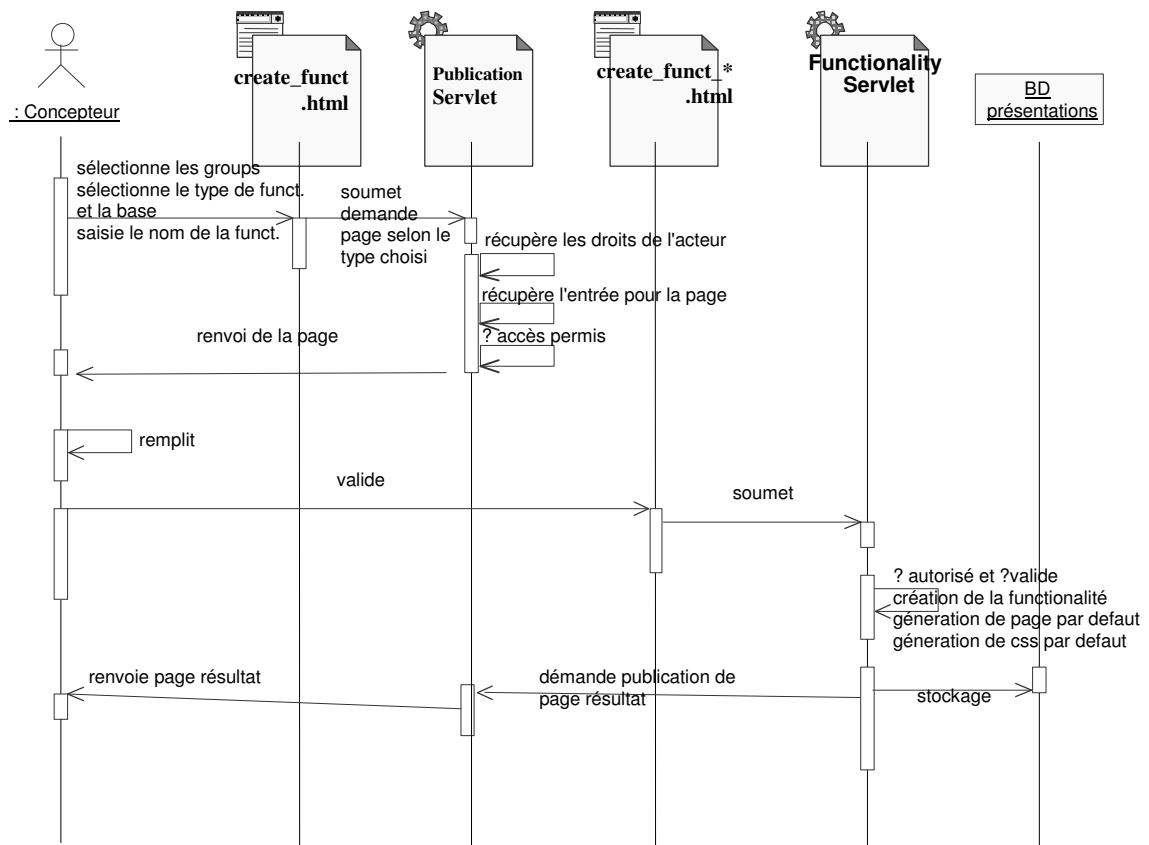 : Concepteur
create_funct
.html
Publication
Servlet
create_funct_*
.html
Functionality
Servlet
BD
présentations
sélectionne les groups
sélectionne le type de funct.
et la base
saisie le nom de la funct.
soumet
demande
page selon le
type choisi
récupère les droits de l'acteur
récupère l'entrée pour la page
? accès permis
renvoi de la page
remplit
valide
soumet
? autorisé et ?valide
création de la functionalité
géneration de page par defaut
géneration de css par defaut
renvoie page résultat
démande publication de
page résultat
stockage